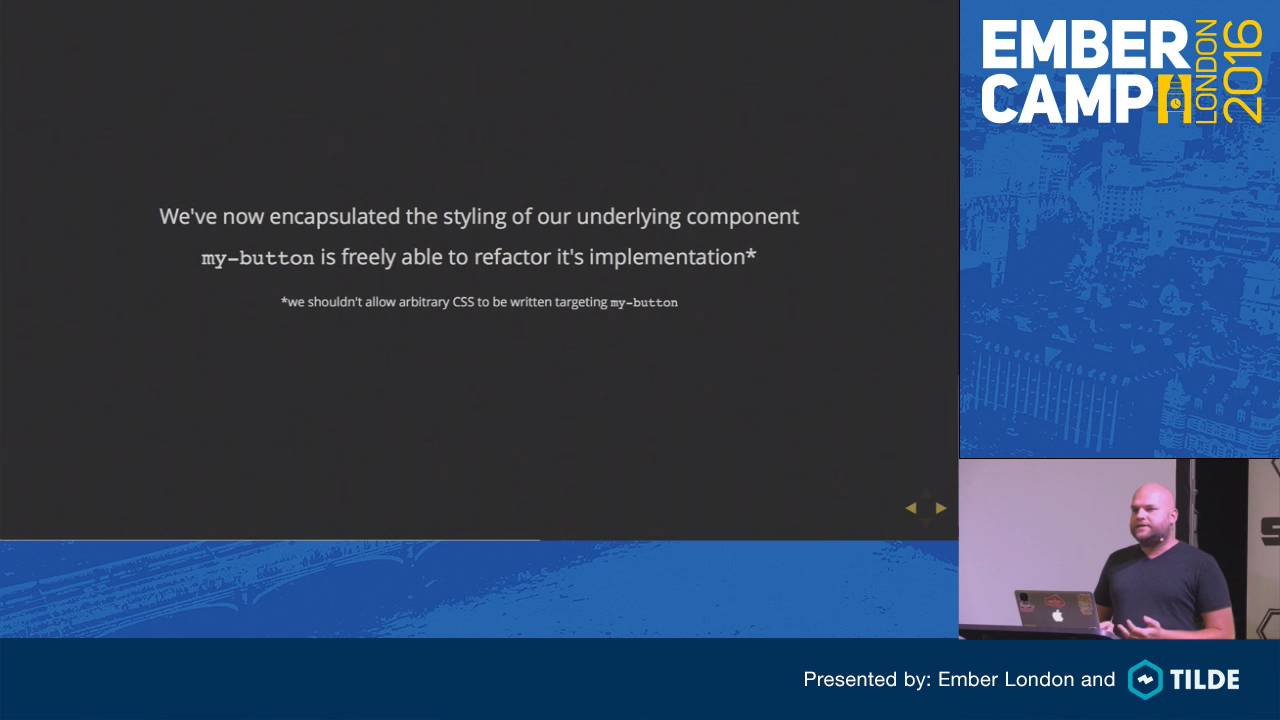 We've now encapsulated the styling of our underlying component
my-button is freely able to refactor it's implementation*
*we shouldn't allow arbitrary CSS to be written targeting my-button
EMBER
CAMP
LONDON
2016
Presented by: Ember London and
TILDE